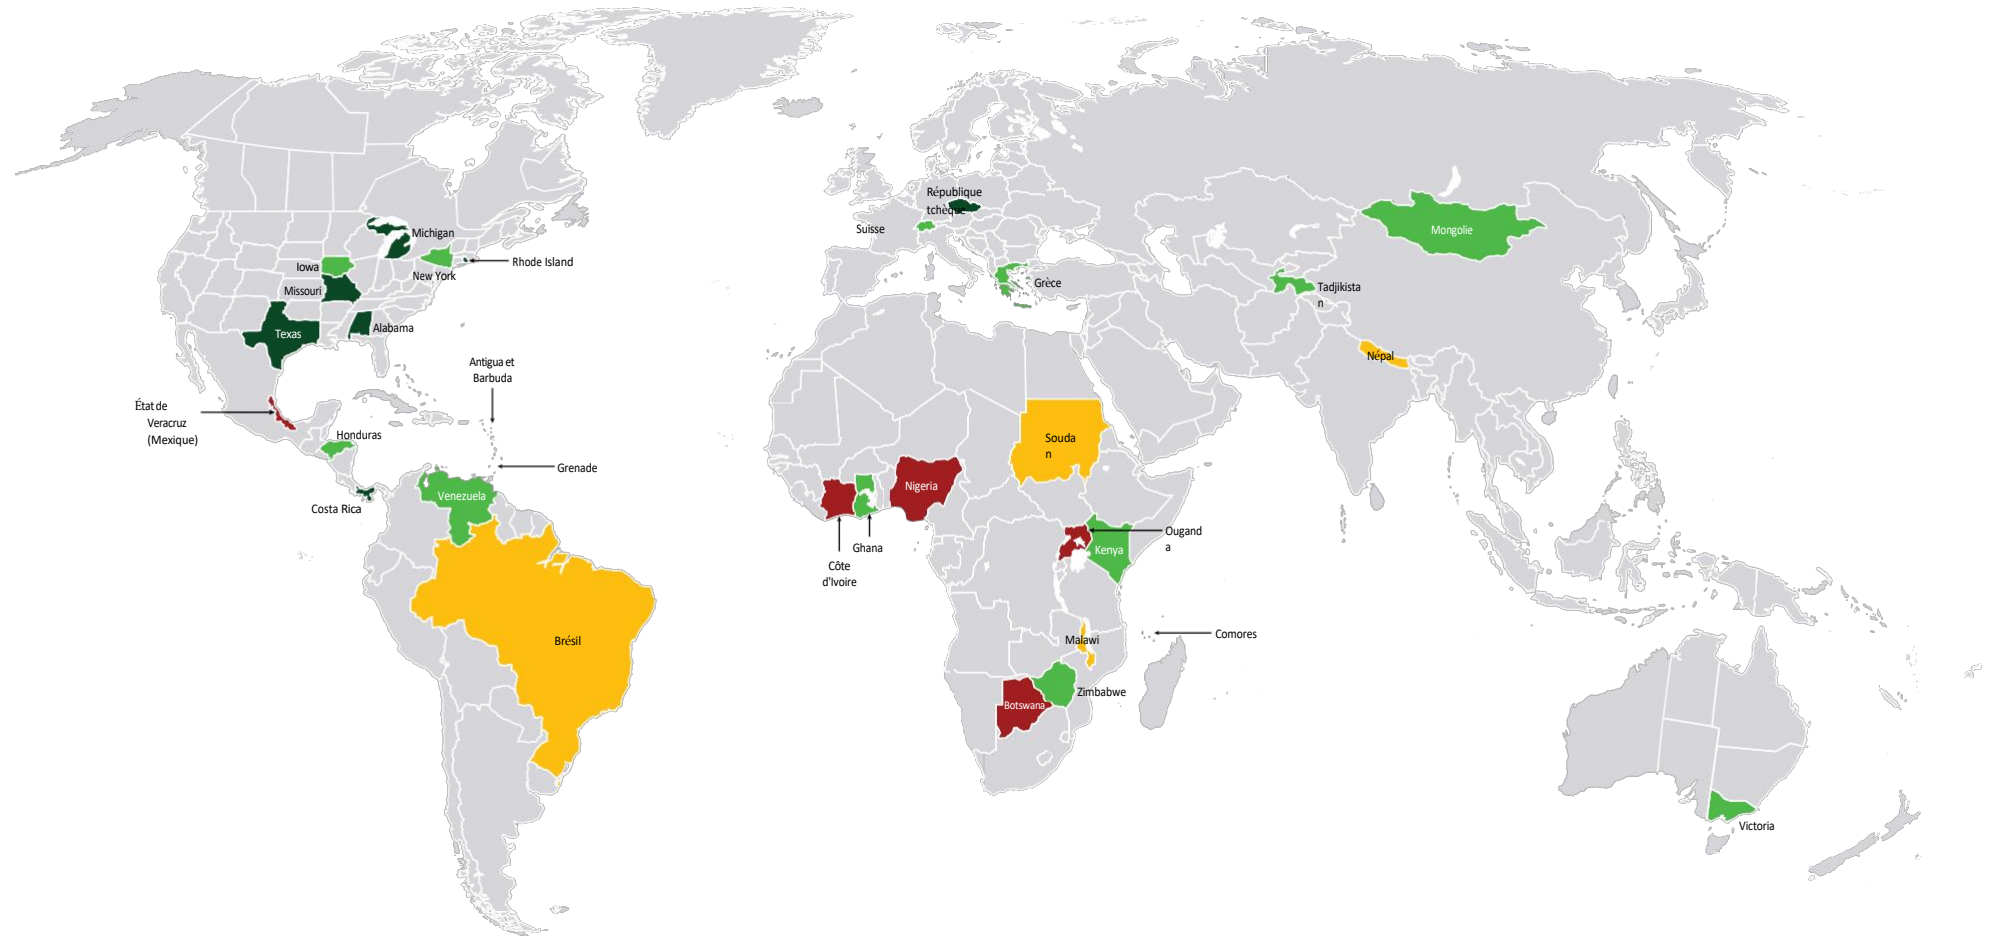 République
tchèque
Suisse
Mongolie
Michigan
Rhode Island
Iowa
New York
Missouri
Grèce
Tadjikista
n
Texas
Alabama
Népal
Antigua et
Barbuda
État de
Veracruz
(Mexique)
Honduras
Souda
n
Grenade
Nigeria
Venezuela
Costa Rica
Ougand
a
Ghana
Kenya
Côte
d'Ivoire
Brésil
Malawi
Comores
Zimbabwe
Botswana
Victoria